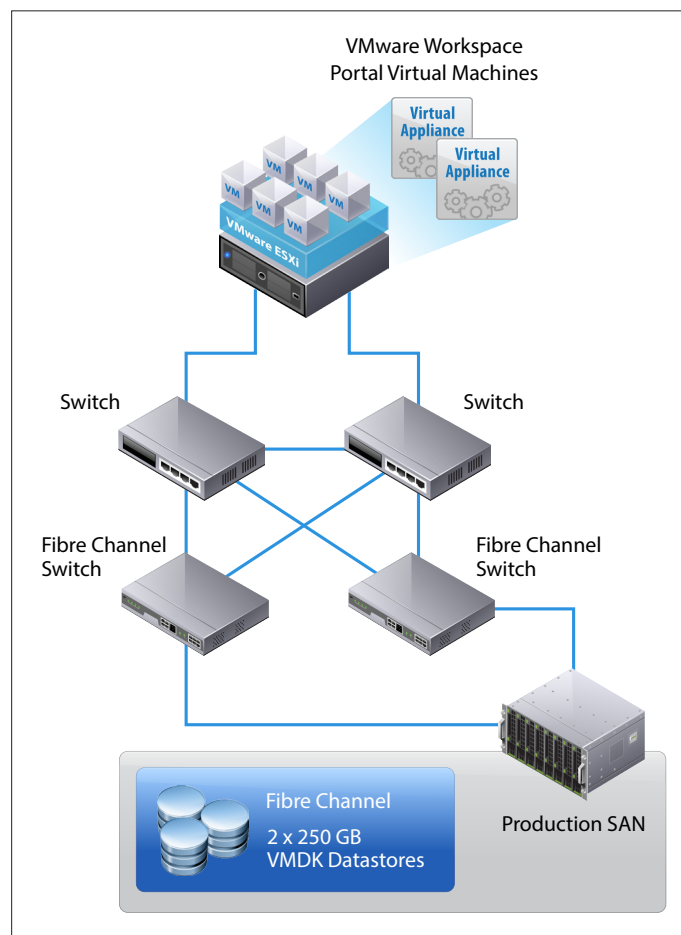 VMware Workspace
Portal Virtual Machines
Virtual
Appliance
Virtual
Appliance
VM
VM
VM
VM
VM
VM
VMware ESXi
Switch
Switch
Fibre Channel
Switch
Fibre Channel
Switch
Fibre Channel
2 x 250 GB
VMDK Datastores
Production SAN